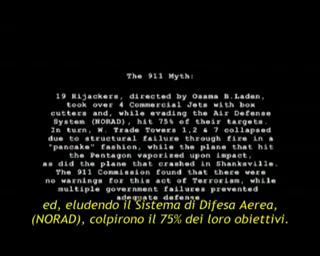 The 911 Myth:
19 Hijackers, directed by Osama B.Laden,
took over 4 Commercial Jets with box
cutters and, while evading the Air Defense
System (NORAD), hit 75% of their targets.
In turn, W. Trade Towers 1,2 & 7 collapsed
due to structural failure through fire in a
"pancake" fashion, while the plane that hit
the Pentagon vaporized upon impact,
as did the plane that crashed in Shanksville.
The 911 Commission found that there were
no warnings for this act of Terrorism, while
multiple government failures prevented
adequate defense.
ed, eludendo il Sistema di Difesa Aerea,
(NORAD), colpirono il 75% dei loro obiettivi.